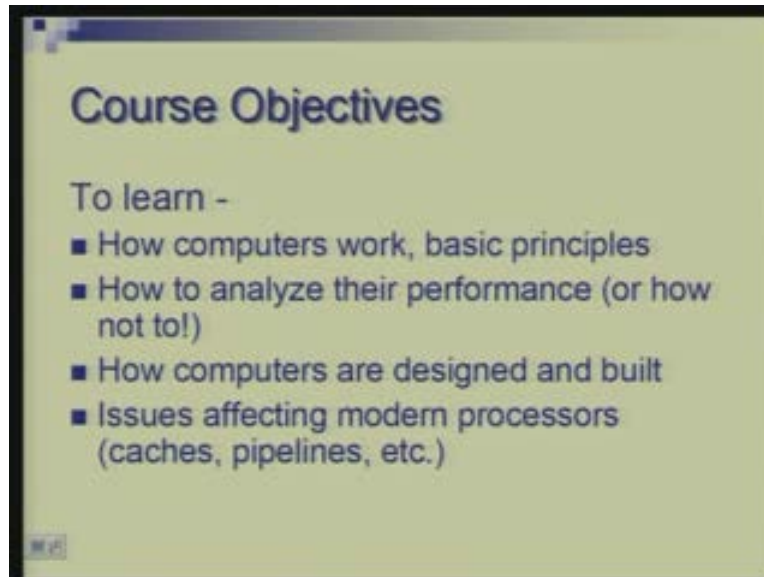 Course Objectives
To learn -
■ How computers work, basic principles
■ How to analyze their performance (or how
not to!)
■ How computers are designed and built
■ Issues affecting modern processors
(caches, pipelines, etc.)